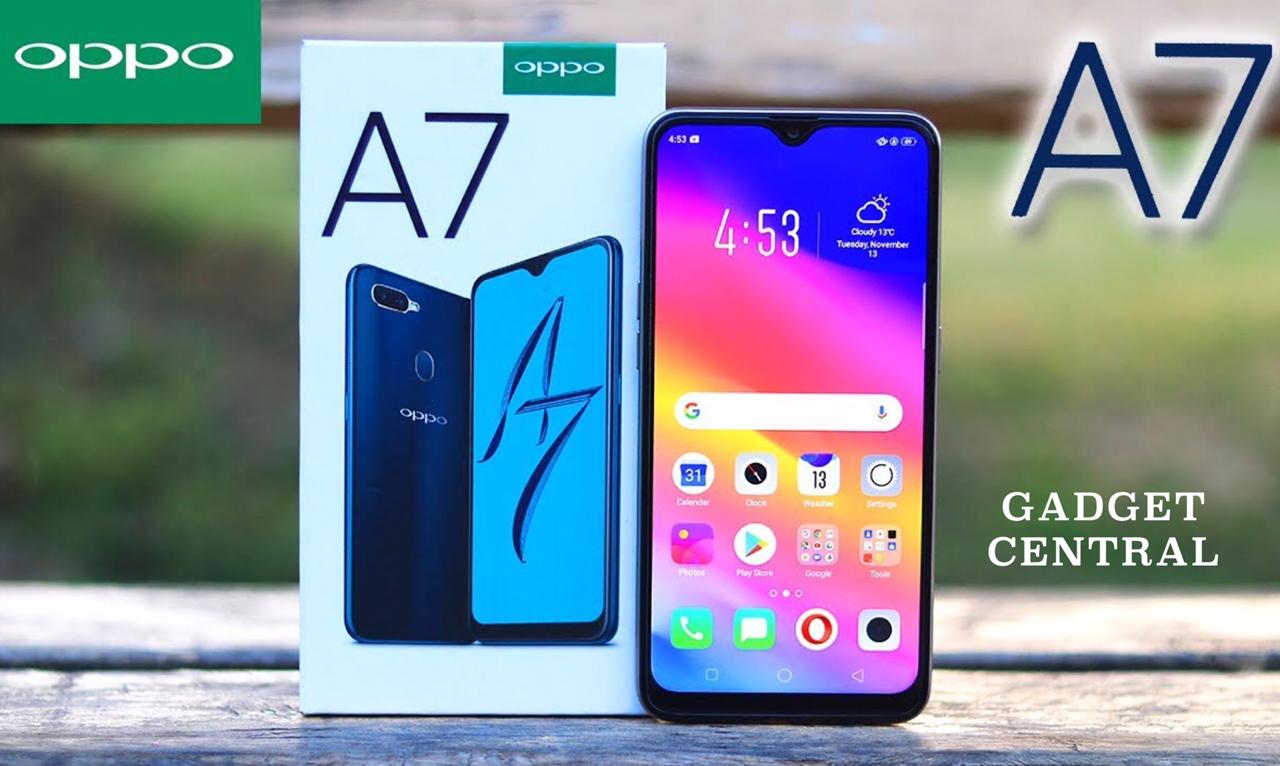 oppo
A7
oppo
A7
A7
oppo
4:53
4:53
Cloudy 13°C
Tuesday, November
13
G
31
13
Calendar
Clock
Weather
Settings
Photos
Play Store
Google
Tools
GADGET
CENTRAL